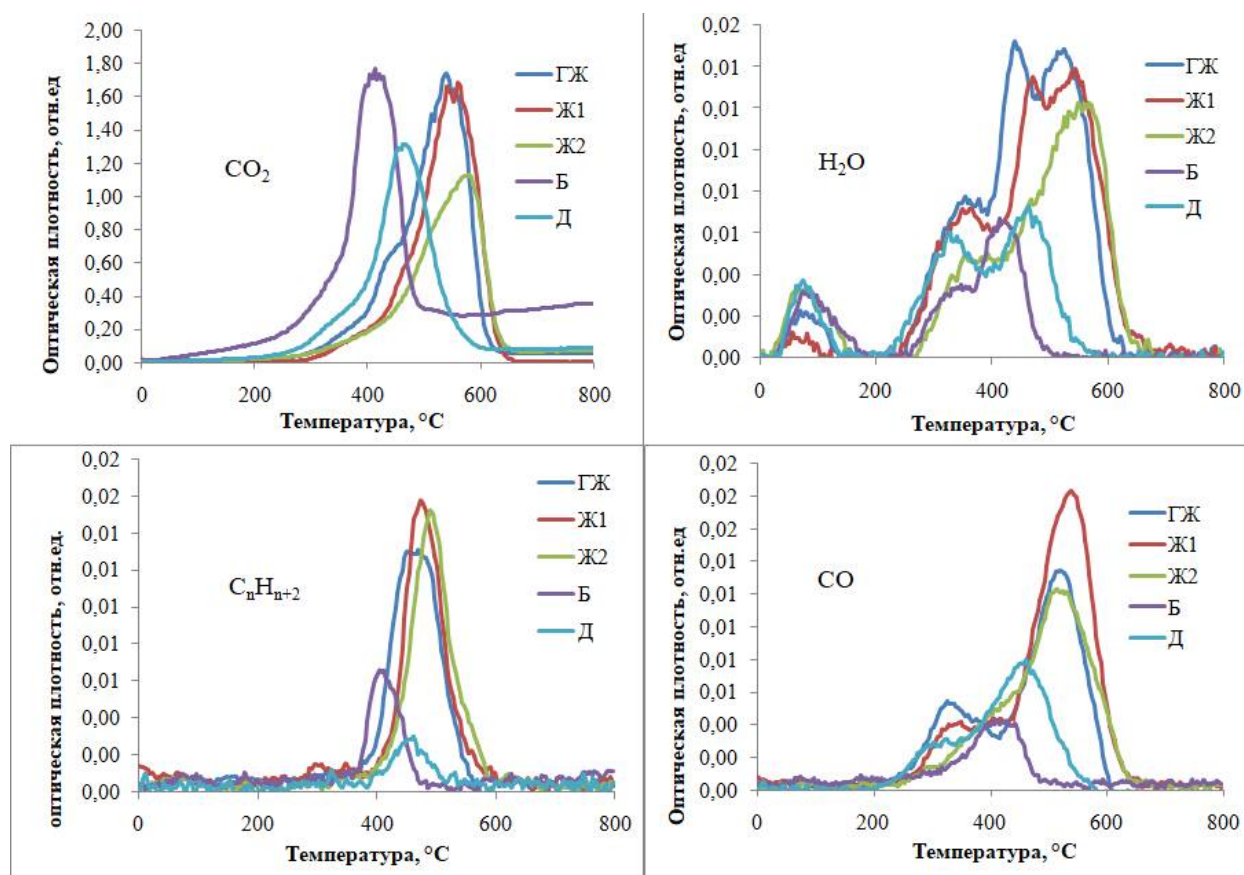 Оптическая плотность, отн.ед
2,00
1,80
1,60
1,40
1,20
1,00
0,80
0,60
0,40
0,20
0,00
CO2
ГЖ
Ж1
Ж2
Б
Д
0
200
400
600
800
Температура, °C
Оптическая плотность, отн.ед
0,02
0,01
0,01
0,01
0,01
0,01
0,00
0,00
0,00
H2O
ГЖ
Ж1
Ж2
Б
Д
0
200
400
600
800
Температура, °C
оптическая плотность, отн.ед.
0,02
0,02
0,01
0,01
0,01
0,01
0,01
0,00
0,00
0,00
CnHn+2
ГЖ
Ж1
Ж2
Б
Д
0
200
400
600
800
Температура, °C
Оптическая плотность, отн.ед
0,02
0,02
0,02
0,01
0,01
0,01
0,01
0,01
0,00
0,00
0,00
CO
ГЖ
Ж1
Ж2
Б
Д
0
200
400
600
800
Температура, °C